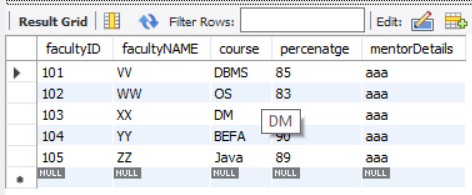 Result Grid Filter Rows: Edit:
facultyID facultyNAME course percenatge mentorDetails
101 VV DBMS 85 aaa
102 WW OS 83 aaa
103 XX DM aaa
DM
104 YY BEFA 90 aaa
105 ZZ Java 89 aaa
NULL NULL NULL NULL NULL